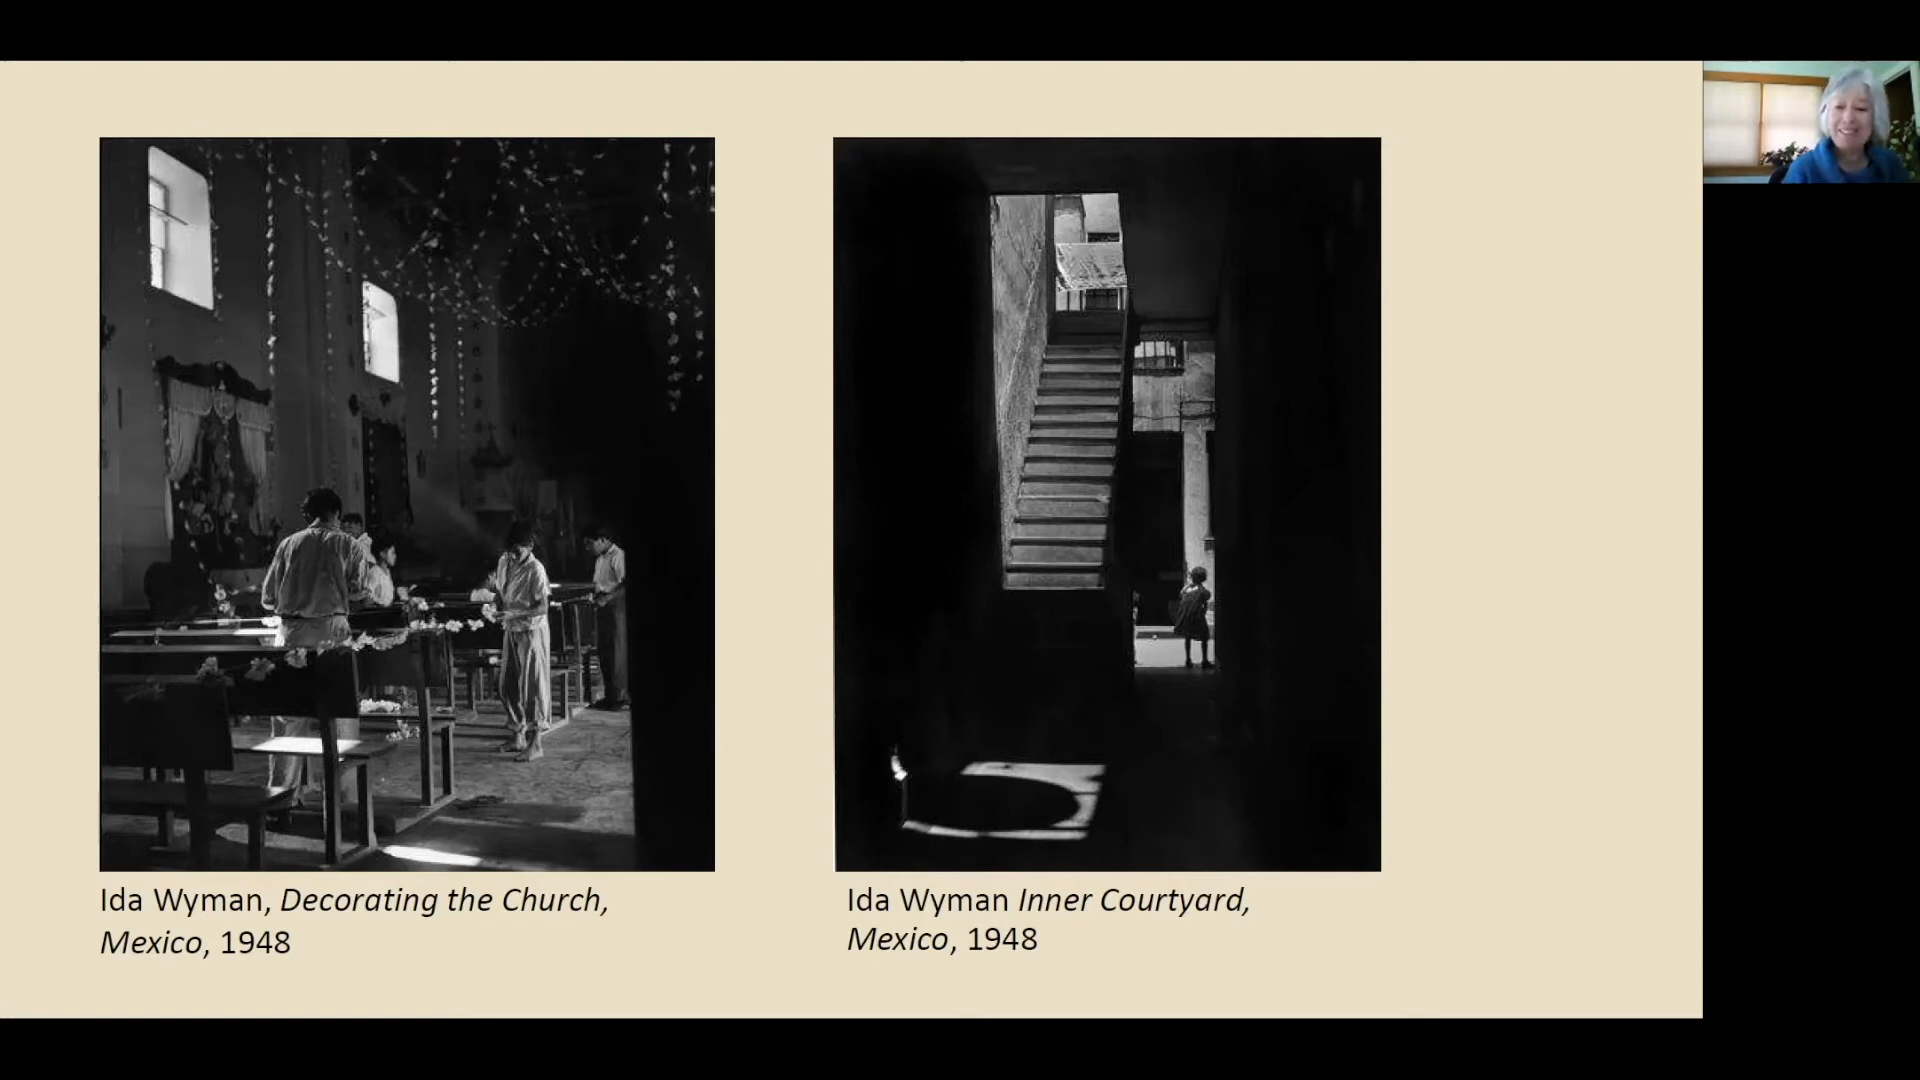 Ida Wyman, Decorating the Church,
Mexico, 1948
Ida Wyman Inner Courtyard,
Mexico, 1948